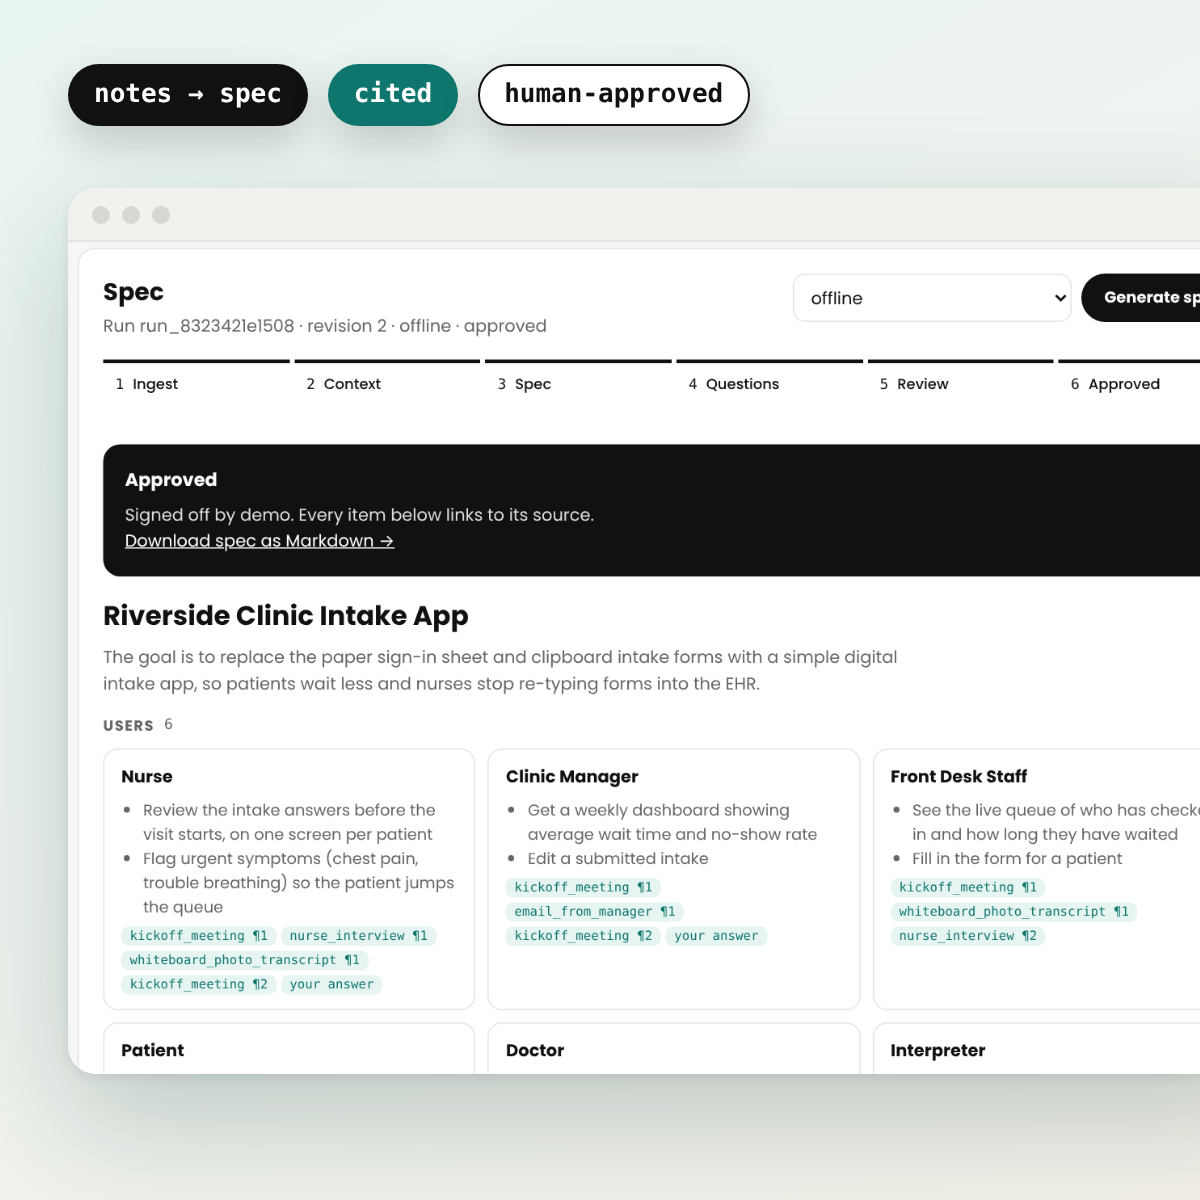 notes → spec
cited
human-approved
Spec
offline
Generate
Run run_8323421e1508 · revision 2 · offline · approved
1 Ingest
2 Context
3 Spec
4 Questions
5 Review
6 Approved
Approved
Signed off by demo. Every item below links to its source.
Download spec as Markdown →
Riverside Clinic Intake App
The goal is to replace the paper sign-in sheet and clipboard intake forms with a simple digital
intake app, so patients wait less and nurses stop re-typing forms into the EHR.
USERS 6
Nurse
• Review the intake answers before the
visit starts, on one screen per patient
• Flag urgent symptoms (chest pain,
trouble breathing) so the patient jumps
the queue
kickoff_meeting ¶1 nurse_interview ¶1
whiteboard_photo_transcript ¶1
kickoff_meeting ¶2 your answer
Clinic Manager
• Get a weekly dashboard showing
average wait time and no-show rate
• Edit a submitted intake
kickoff_meeting ¶1
email_from_manager ¶1
kickoff_meeting ¶2 your answer
Front Desk Staff
• See the live queue of who has
in and how long they have waited
• Fill in the form for a patient
kickoff_meeting ¶1
whiteboard_photo_transcript ¶1
nurse_interview ¶2
Patient
Doctor
Interpreter